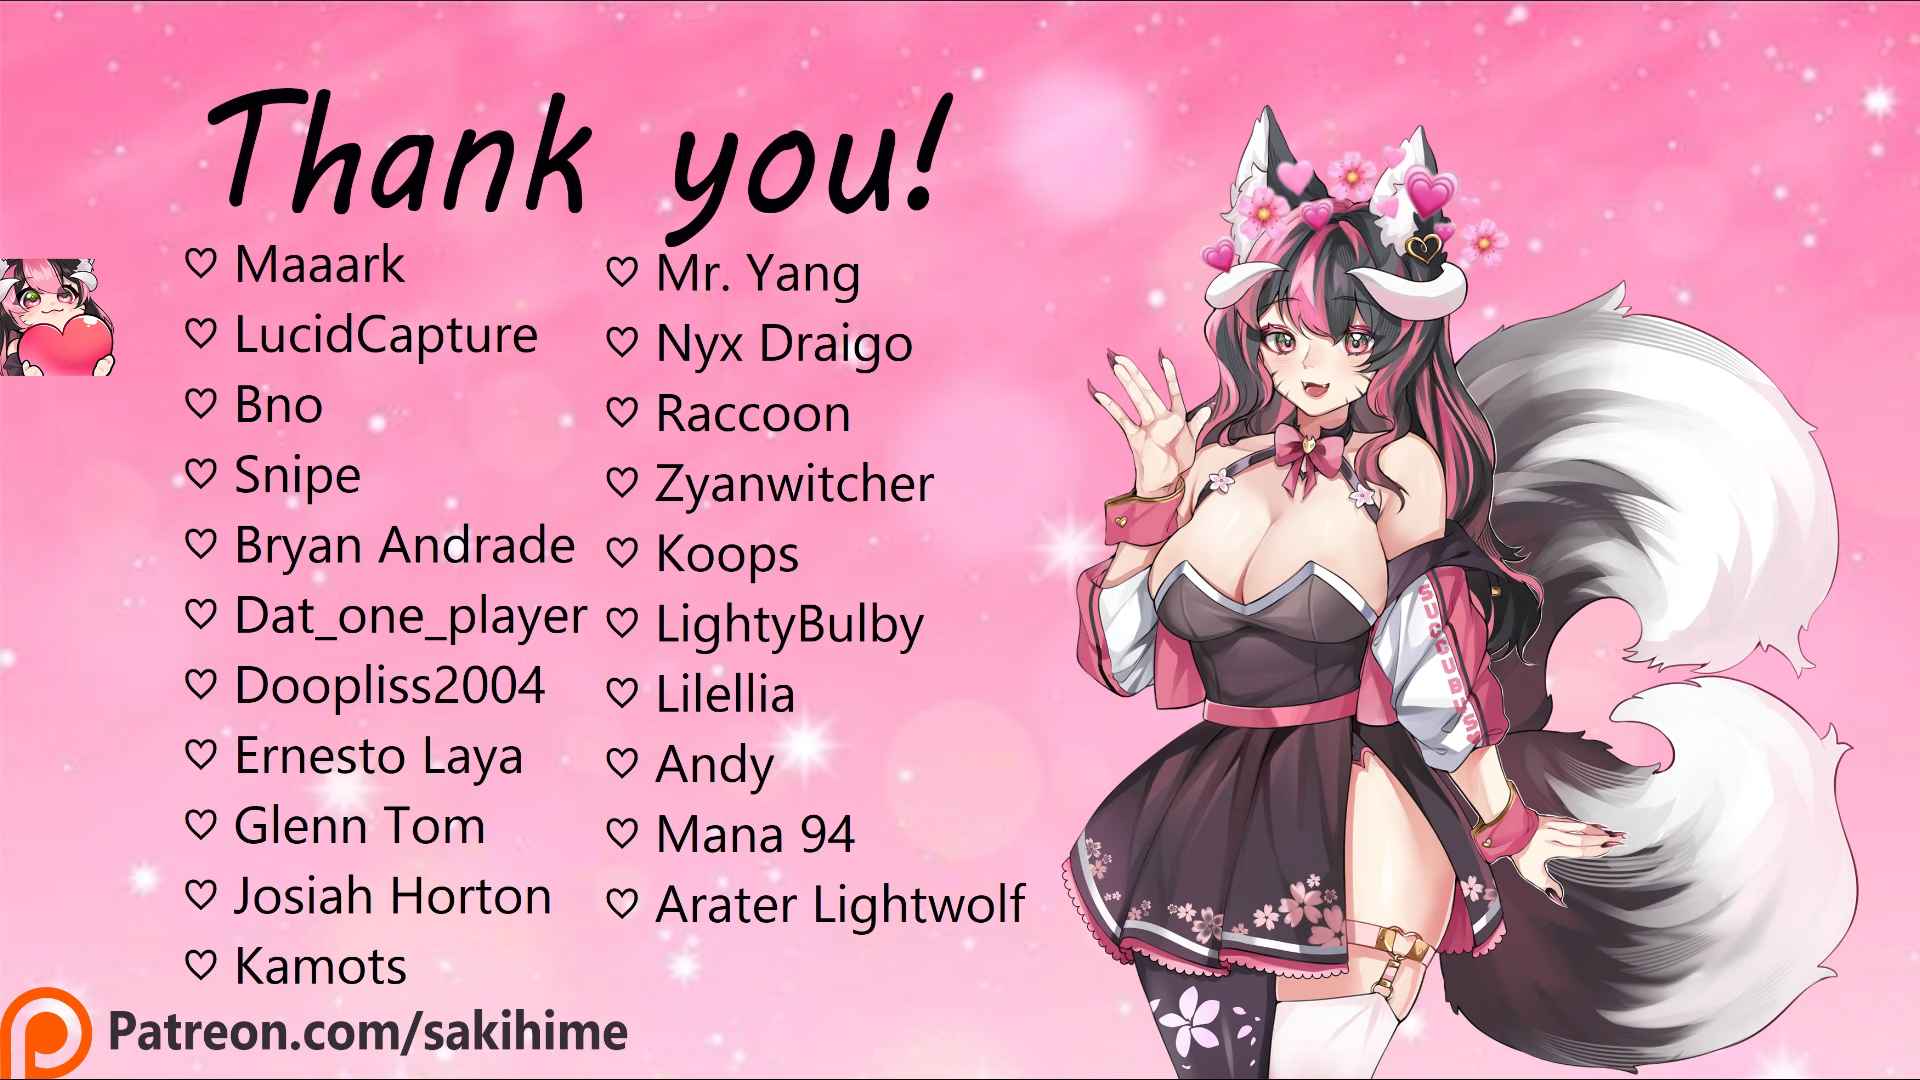 Thank you!
♡ Maaark
♡ LucidCapture
♡ Bno
♡ Snipe
♡ Bryan Andrade
♡ Dat_one_player
♡ Doopliss2004
♡ Ernesto Laya
♡ Glenn Tom
♡ Josiah Horton
♡ Kamots
♡ Mr. Yang
♡ Nyx Draigo
♡ Raccoon
♡ Zyanwitcher
♡ Koops
♡ LightyBulby
♡ Lilellia
♡ Andy
♡ Mana 94
♡ Arater Lightwolf
SUCCUBUS
Patreon.com/sakihime